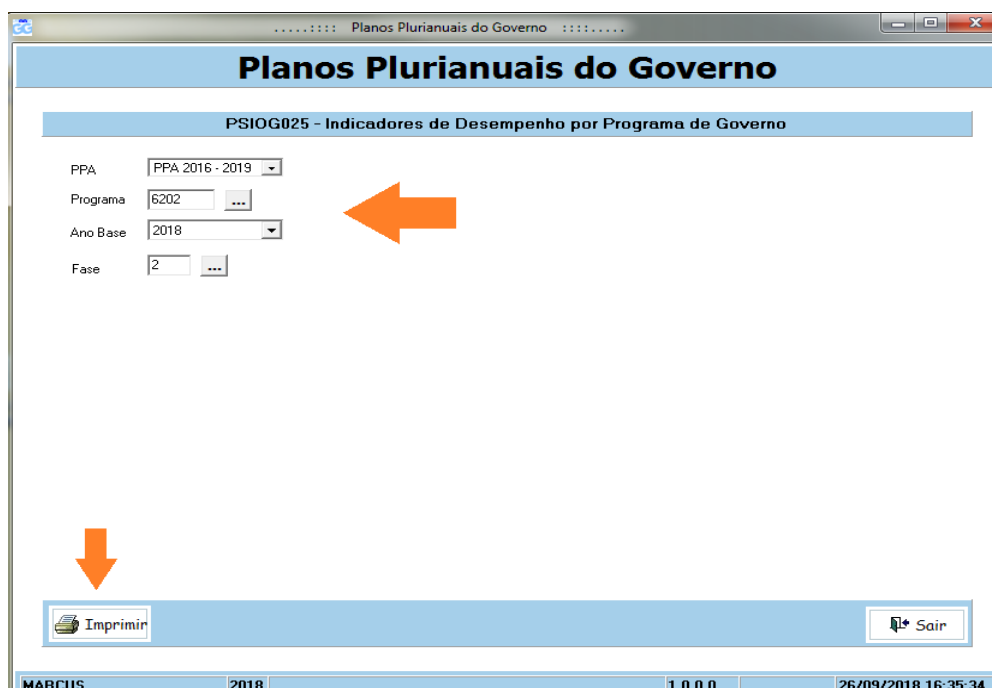 .....:::: Planos Plurianuais do Governo ::::.....
Planos Plurianuais do Governo
PSIOG025 - Indicadores de Desempenho por Programa de Governo
PPA PPA 2016 - 2019
Programa 6202 ...
Ano Base 2018
Fase 2 ...
Imprimir Sair
MARCUS 2018 1.0.0.0 26/09/2018 16:35:34